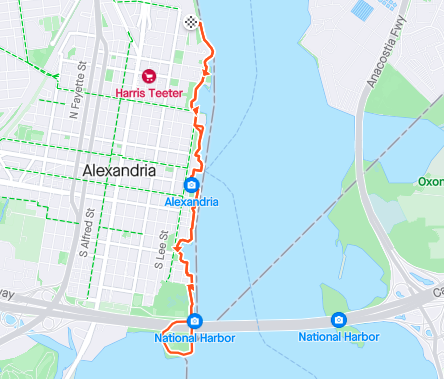 Anacostia Fwy
N Fayette St
Harris Teeter
Alexandria
Oxon
Alexandria
S Alfred St
S Lee St
way
Ca
National Harbor
National Harbor